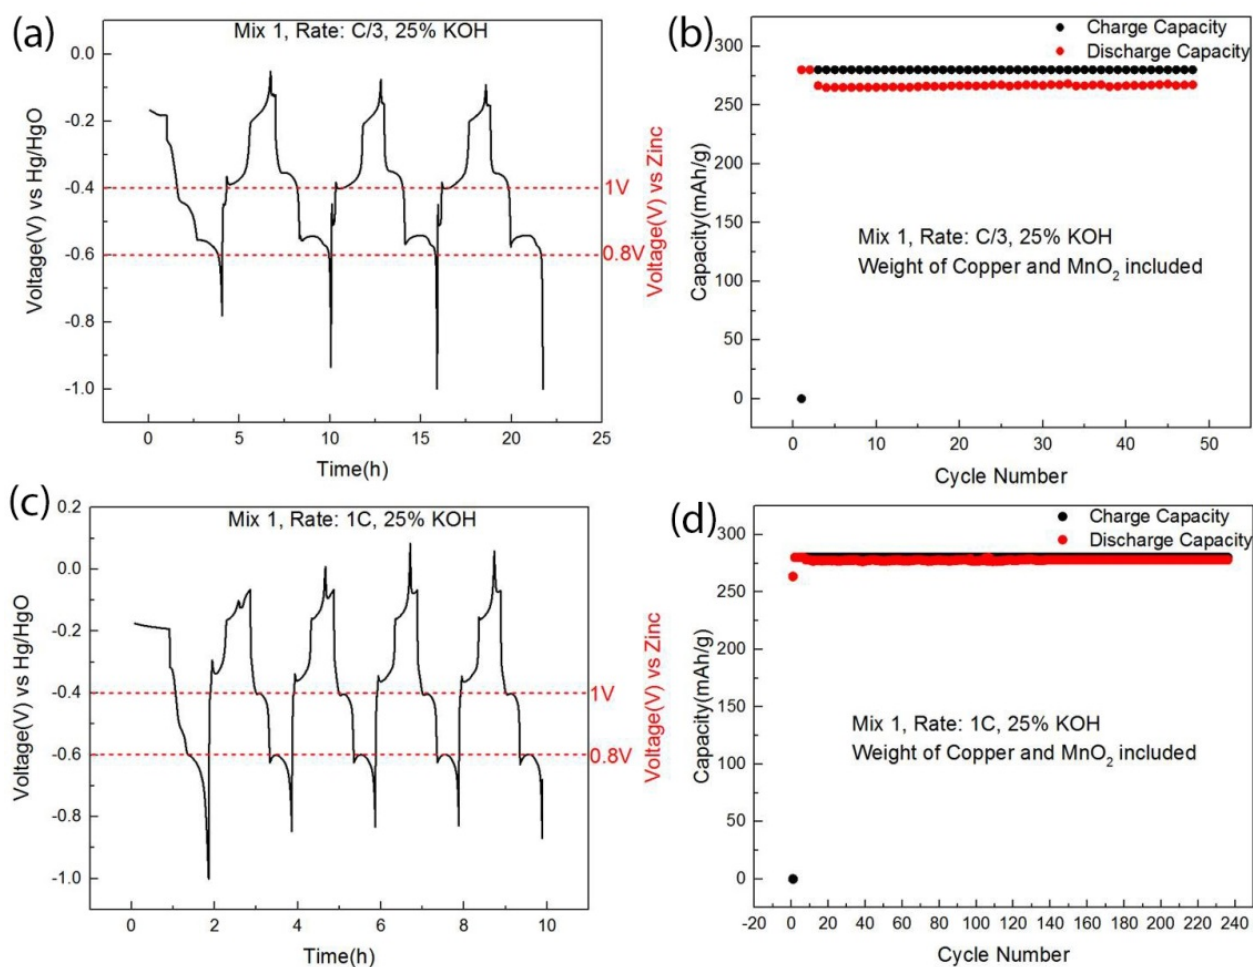 (a)
Mix 1, Rate: C/3, 25% KOH
0.0
-0.2
-0.4
-0.6
-0.8
-1.0
Voltage(V) vs Hg/HgO
1V
0.8V
Voltage(V) vs Zinc
0 5 10 15 20 25
Time(h)
(b)
Charge Capacity
Discharge Capacity
300
250
200
150
100
50
0
Capacity(mAh/g)
Mix 1, Rate: C/3, 25% KOH
Weight of Copper and MnO₂ included
0 10 20 30 40 50
Cycle Number
(c)
Mix 1, Rate: 1C, 25% KOH
0.2
0.0
-0.2
-0.4
-0.6
-0.8
-1.0
Voltage(V) vs Hg/HgO
1V
0.8V
Voltage(V) vs Zinc
0 2 4 6 8 10
Time(h)
(d)
Charge Capacity
Discharge Capacity
300
250
200
150
100
50
0
Capacity(mAh/g)
Mix 1, Rate: 1C, 25% KOH
Weight of Copper and MnO₂ included
-20 0 20 40 60 80 100 120 140 160 180 200 220 240
Cycle Number